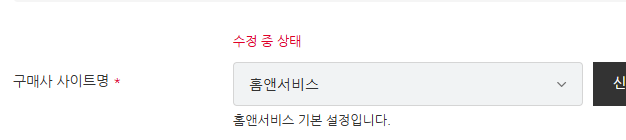 수정 중 상태
구매사 사이트명 *
홈앤서비스
신
홈앤서비스 기본 설정입니다.